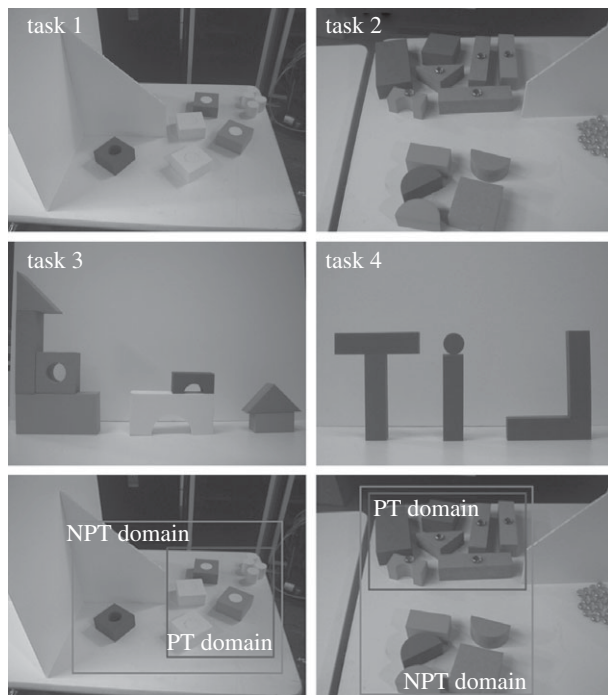 task 1
task 2
task 3
task 4
NPT domain
PT domain
PT domain
NPT domain